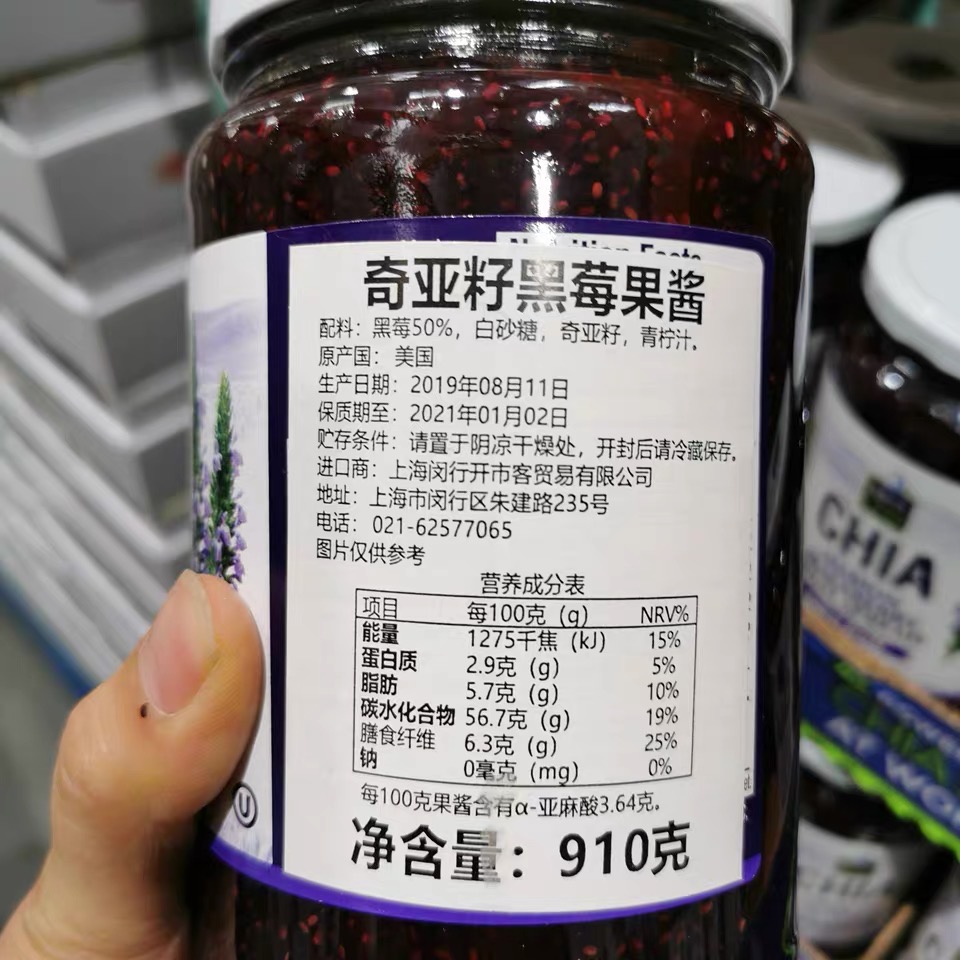 Nutrition Facts
奇亚籽黑莓果酱
配料：黑莓50%，白砂糖，奇亚籽，青柠汁。
原产国：美国
生产日期：2019年08月11日
保质期至：2021年01月02日
贮存条件：请置于阴凉干燥处，开封后请冷藏保存。
进口商：上海闵行开市客贸易有限公司
地址：上海市闵行区朱建路235号
电话：021-62577065
图片仅供参考
营养成分表
项目 每100克（g） NRV%
能量 1275千焦（kJ） 15%
蛋白质 2.9克（g） 5%
脂肪 5.7克（g） 10%
碳水化合物 56.7克（g） 19%
膳食纤维 6.3克（g） 25%
钠 0毫克（mg） 0%
每100克果酱含有α-亚麻酸3.64克。
净含量：910克
U
CHIA
CHIA
AT WOR
CHIA